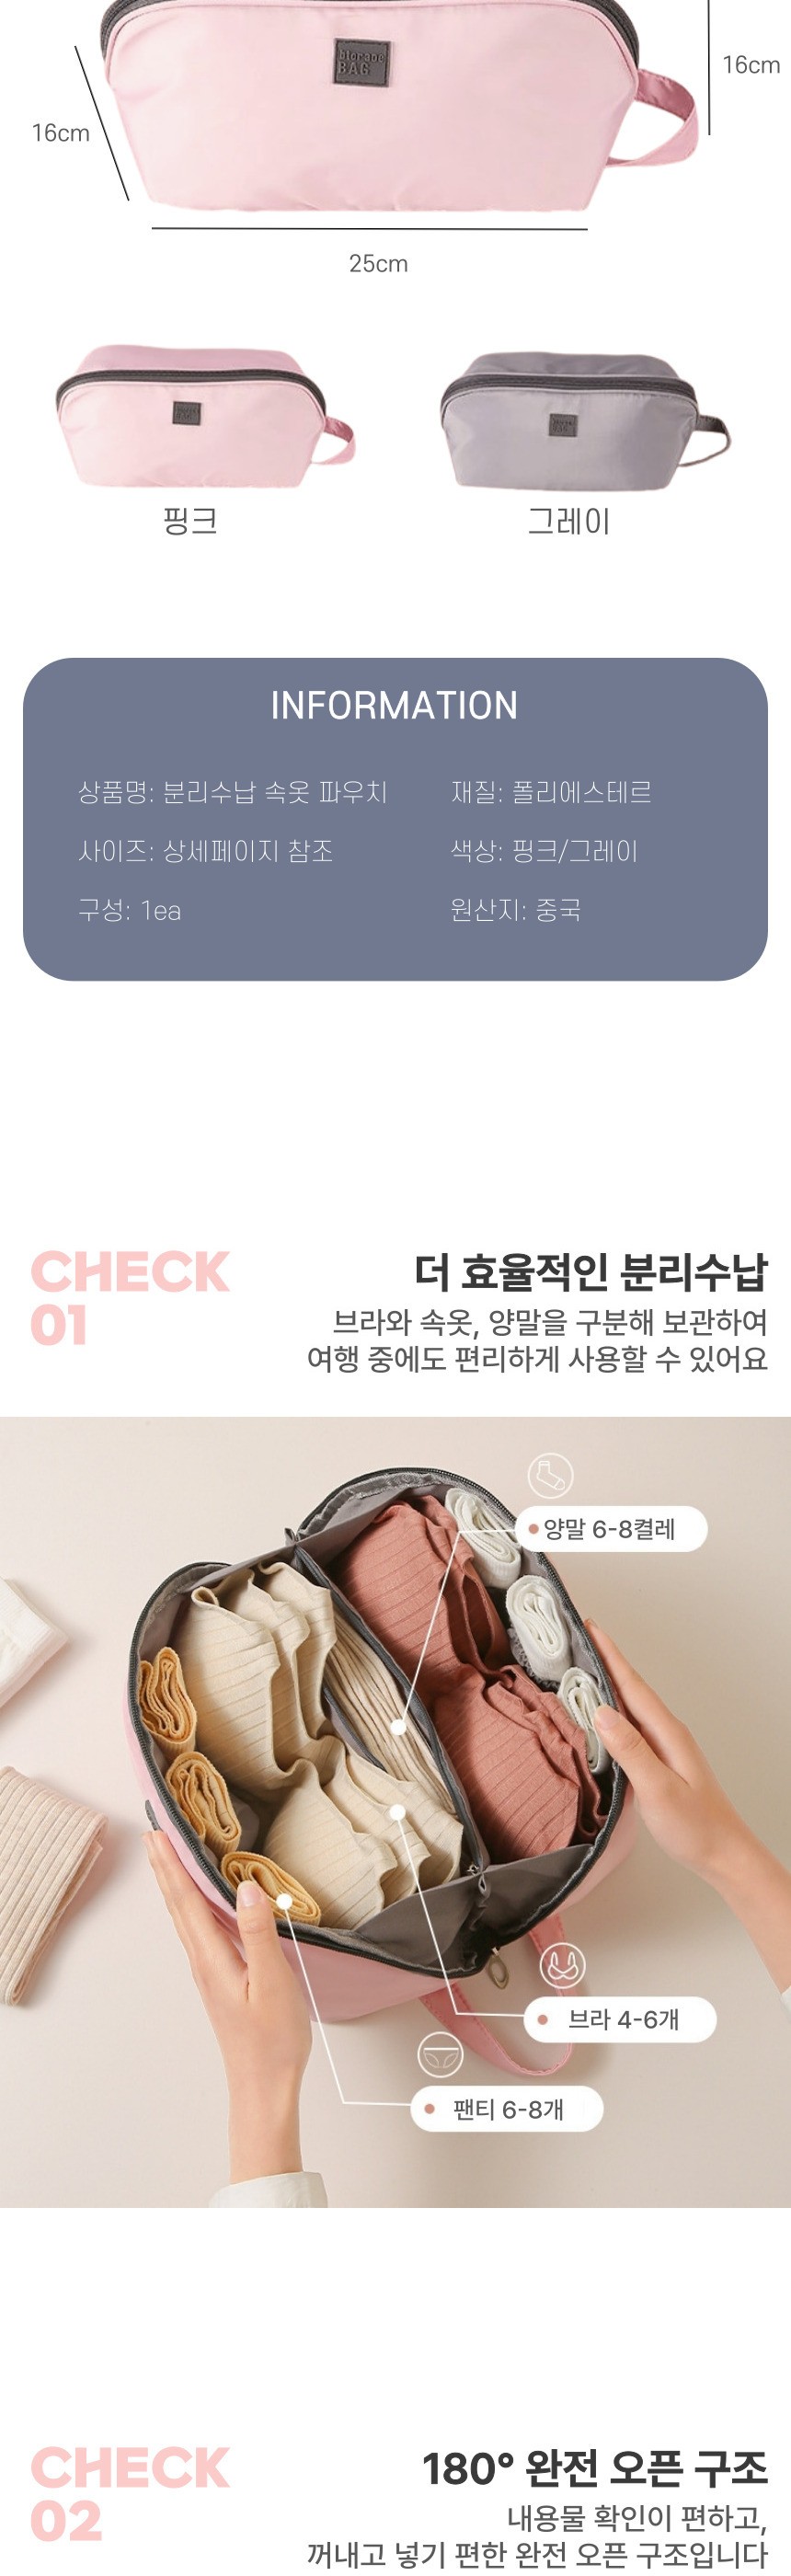 storage
BAG
16cm
16cm
25cm
핑크
그레이
INFORMATION
상품명: 분리수납 속옷 파우치
재질: 폴리에스테르
사이즈: 상세페이지 참조
색상: 핑크/그레이
구성: 1ea
원산지: 중국
CHECK
01
더 효율적인 분리수납
브라와 속옷, 양말을 구분해 보관하여
여행 중에도 편리하게 사용할 수 있어요
양말 6-8켤레
브라 4-6개
팬티 6-8개
CHECK
02
180° 완전 오픈 구조
내용물 확인이 편하고,
꺼내고 넣기 편한 완전 오픈 구조입니다